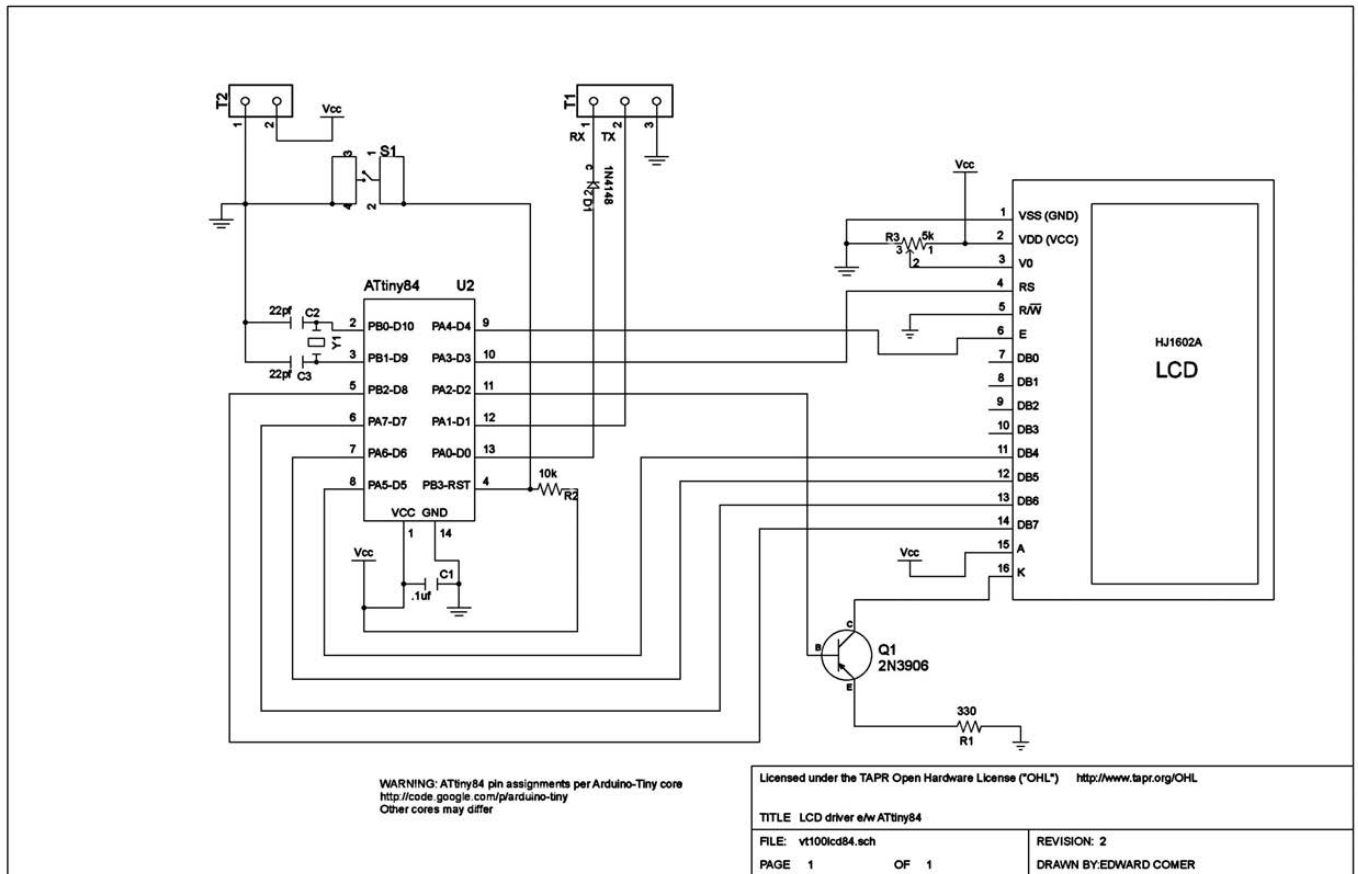 T2
1
2
Vcc
T1
1
2
3
RX
TX
S1
3
1
4
2
C
1N4148
D1
Vcc
R3
5k
3
1
2
1 VSS (GND)
2 VDD (VCC)
3 V0
4 RS
5 R/W
6 E
7 DB0
8 DB1
9 DB2
10 DB3
11 DB4
12 DB5
13 DB6
14 DB7
15 A
16 K
HJ1602A
LCD
ATtiny84 U2
22pf C2
Y1
22pf C3
2 PB0-D10 PA4-D4 9
3 PB1-D9 PA3-D3 10
5 PB2-D8 PA2-D2 11
6 PA7-D7 PA1-D1 12
7 PA6-D6 PA0-D0 13
8 PA5-D5 PB3-RST 4
VCC GND
1 14
10k
R2
Vcc
C1
.1uf
Vcc
C
B
E
Q1
2N3906
330
R1
WARNING: ATtiny84 pin assignments per Arduino-Tiny core
http://code.google.com/p/arduino-tiny
Other cores may differ
Licensed under the TAPR Open Hardware License ("OHL") http://www.tapr.org/OHL
TITLE LCD driver e/w ATtiny84
FILE: vt100lcd84.sch
REVISION: 2
PAGE 1 OF 1
DRAWN BY:EDWARD COMER